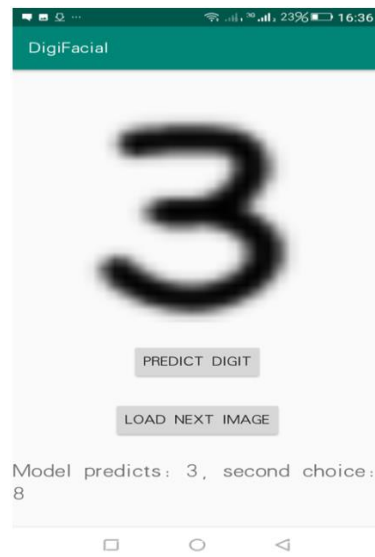 23% 16:36
DigiFacial
3
PREDICT DIGIT
LOAD NEXT IMAGE
Model predicts: 3, second choice:
8